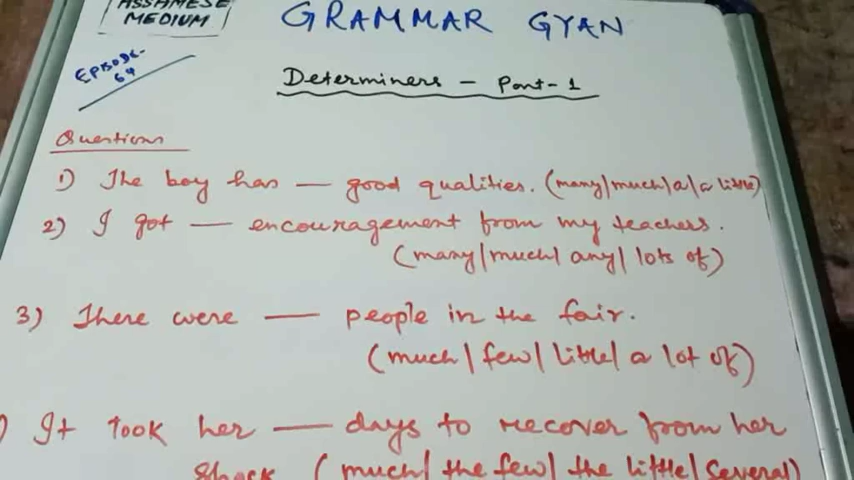 ASSAMESE
MEDIUM
GRAMMAR GYAN
EPISODE-
64
Determiners - Part-1
Questions
1) The boy has — good qualities. (many/much/a/a little)
2) I got — encouragement from my teachers.
(many/much/any/lots of)
3) There were — people in the fair.
(much/few/little/a lot of)
) It took her — days to recover from her
shock (much/the few/the little/several)